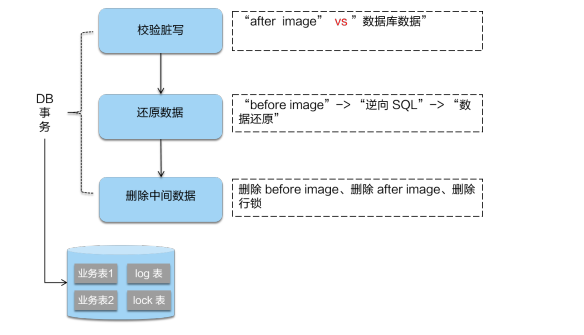 校验脏写
“after image” vs ” 数据库数据”
DB
事
务
还原数据
“before image”–> “逆向 SQL”–> “数
据还原”
删除中间数据
删除 before image、删除 after image、删除
行锁
业务表1
log 表
业务表2
lock 表